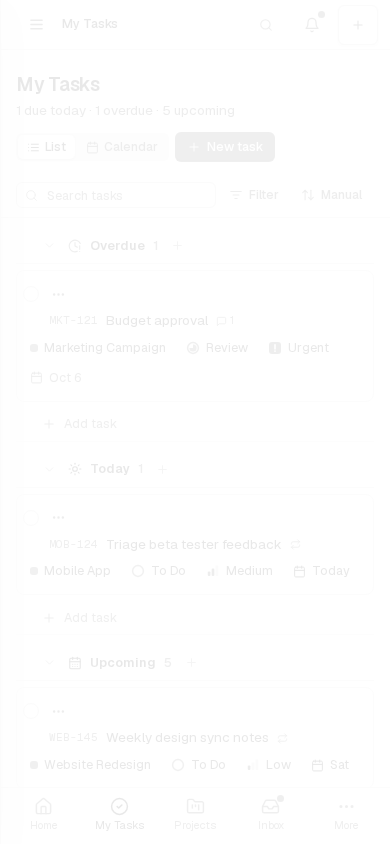 My Tasks
My Tasks
1 due today · 1 overdue · 5 upcoming
List
Calendar
New task
Search tasks
Filter
Manual
Overdue 1
MKT-121 Budget approval 1
Marketing Campaign Review Urgent
Oct 6
Add task
Today 1
MOB-124 Triage beta tester feedback
Mobile App To Do Medium Today
Add task
Upcoming 5
WEB-145 Weekly design sync notes
Website Redesign To Do Low Sat
Home My Tasks Projects Inbox More